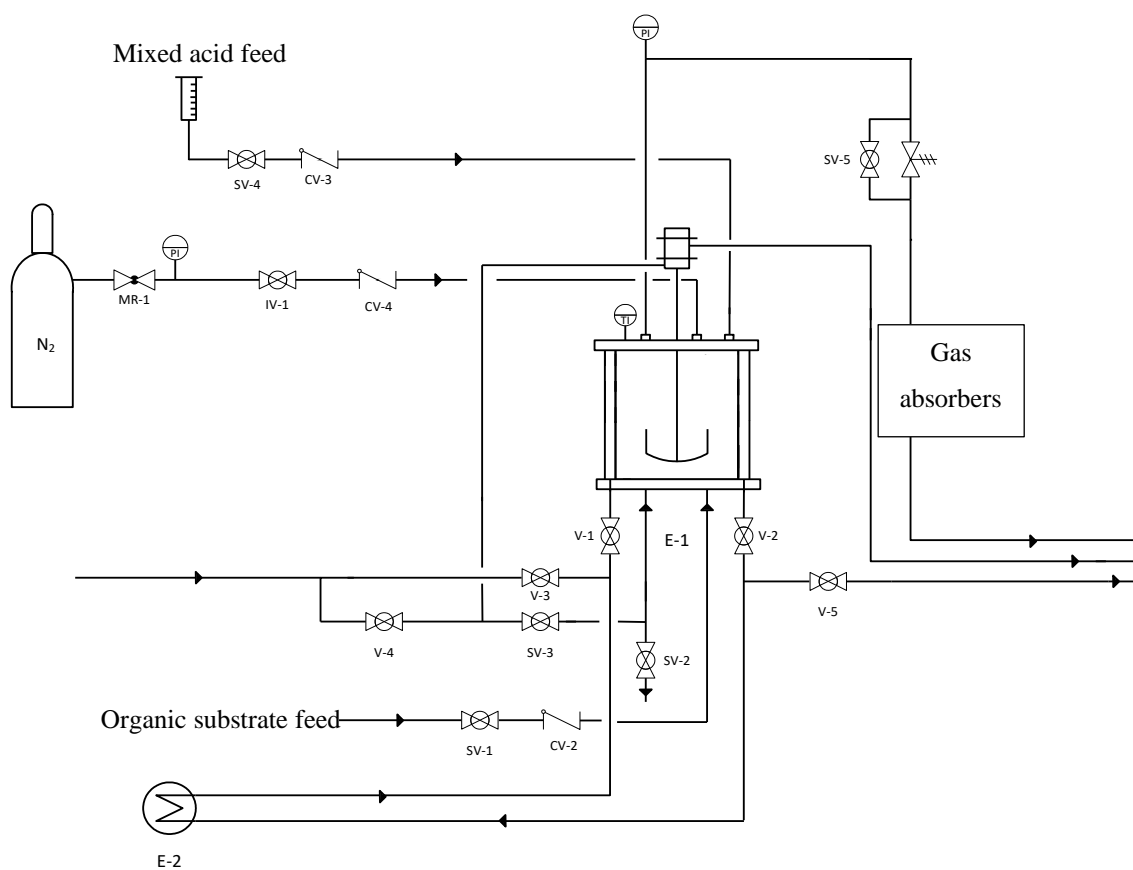 PI
Mixed acid feed
SV-4
CV-3
SV-5
PI
MR-1
IV-1
CV-4
TI
N₂
Gas
absorbers
V-1
E-1
V-2
V-3
V-5
V-4
SV-3
SV-2
Organic substrate feed
SV-1
CV-2
E-2